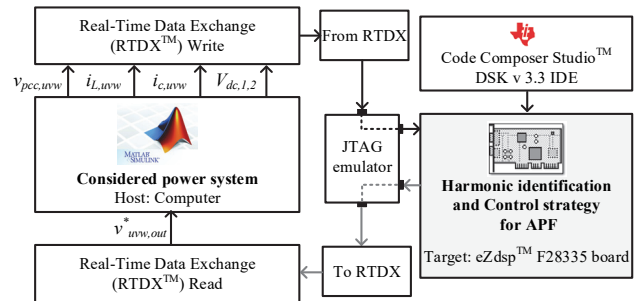 Real-Time Data Exchange
(RTDX™) Write
From RTDX
Code Composer Studio™
DSK v 3.3 IDE
v_pcc,uvw i_L,uvw i_c,uvw V_dc,1,2
MATLAB
SIMULINK
Considered power system
Host: Computer
JTAG
emulator
Harmonic identification
and Control strategy
for APF
Target: eZdsp™ F28335 board
v*_uvw,out
Real-Time Data Exchange
(RTDX™) Read
To RTDX